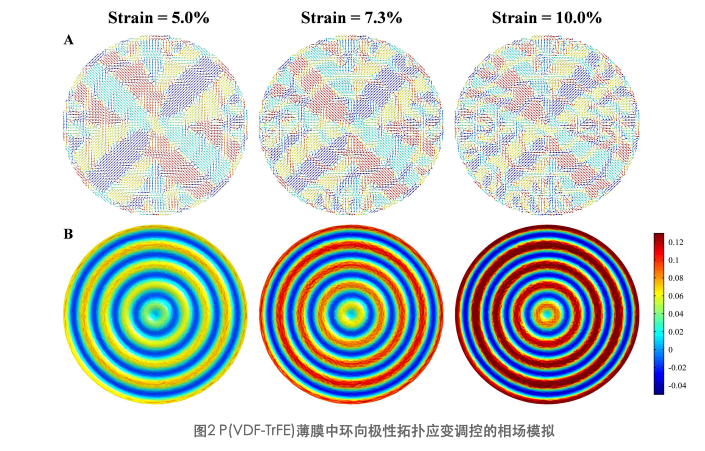 Strain = 5.0%
Strain = 7.3%
Strain = 10.0%
A
B
0.12
0.1
0.08
0.06
0.04
0.02
0
-0.02
-0.04
图2 P(VDF-TrFE)薄膜中环向极性拓扑应变调控的相场模拟